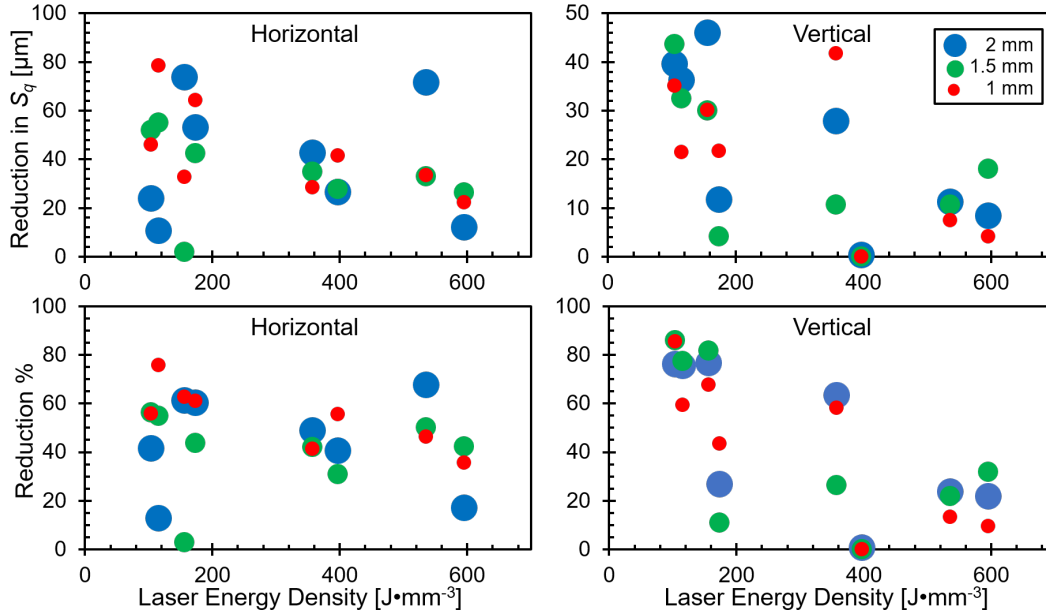 Reduction in Sq [µm]
100
80
60
40
20
0
Horizontal
0 200 400 600
50
40
30
20
10
0
Vertical
2 mm
1.5 mm
1 mm
0 200 400 600
Reduction %
100
80
60
40
20
0
Horizontal
0 200 400 600
Laser Energy Density [J•mm-3]
100
80
60
40
20
0
Vertical
0 200 400 600
Laser Energy Density [J•mm-3]